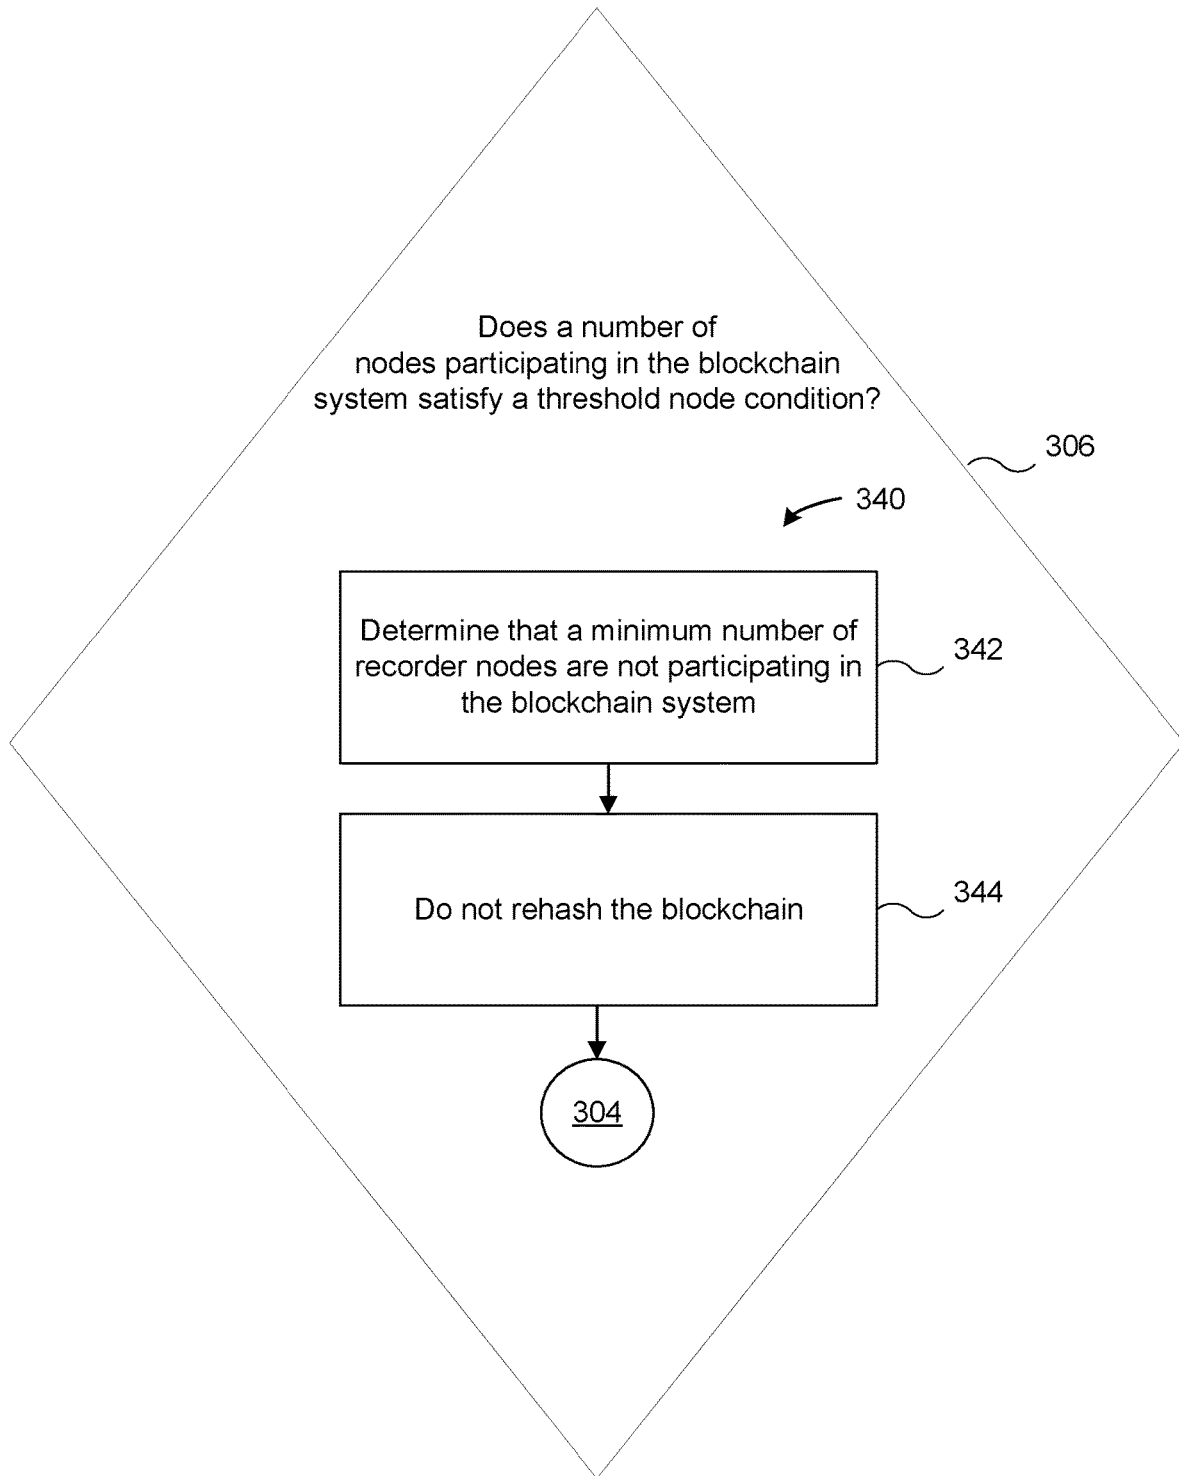 Does a number of
nodes participating in the blockchain
system satisfy a threshold node condition?
306
340
Determine that a minimum number of
recorder nodes are not participating in
the blockchain system
342
Do not rehash the blockchain
344
304